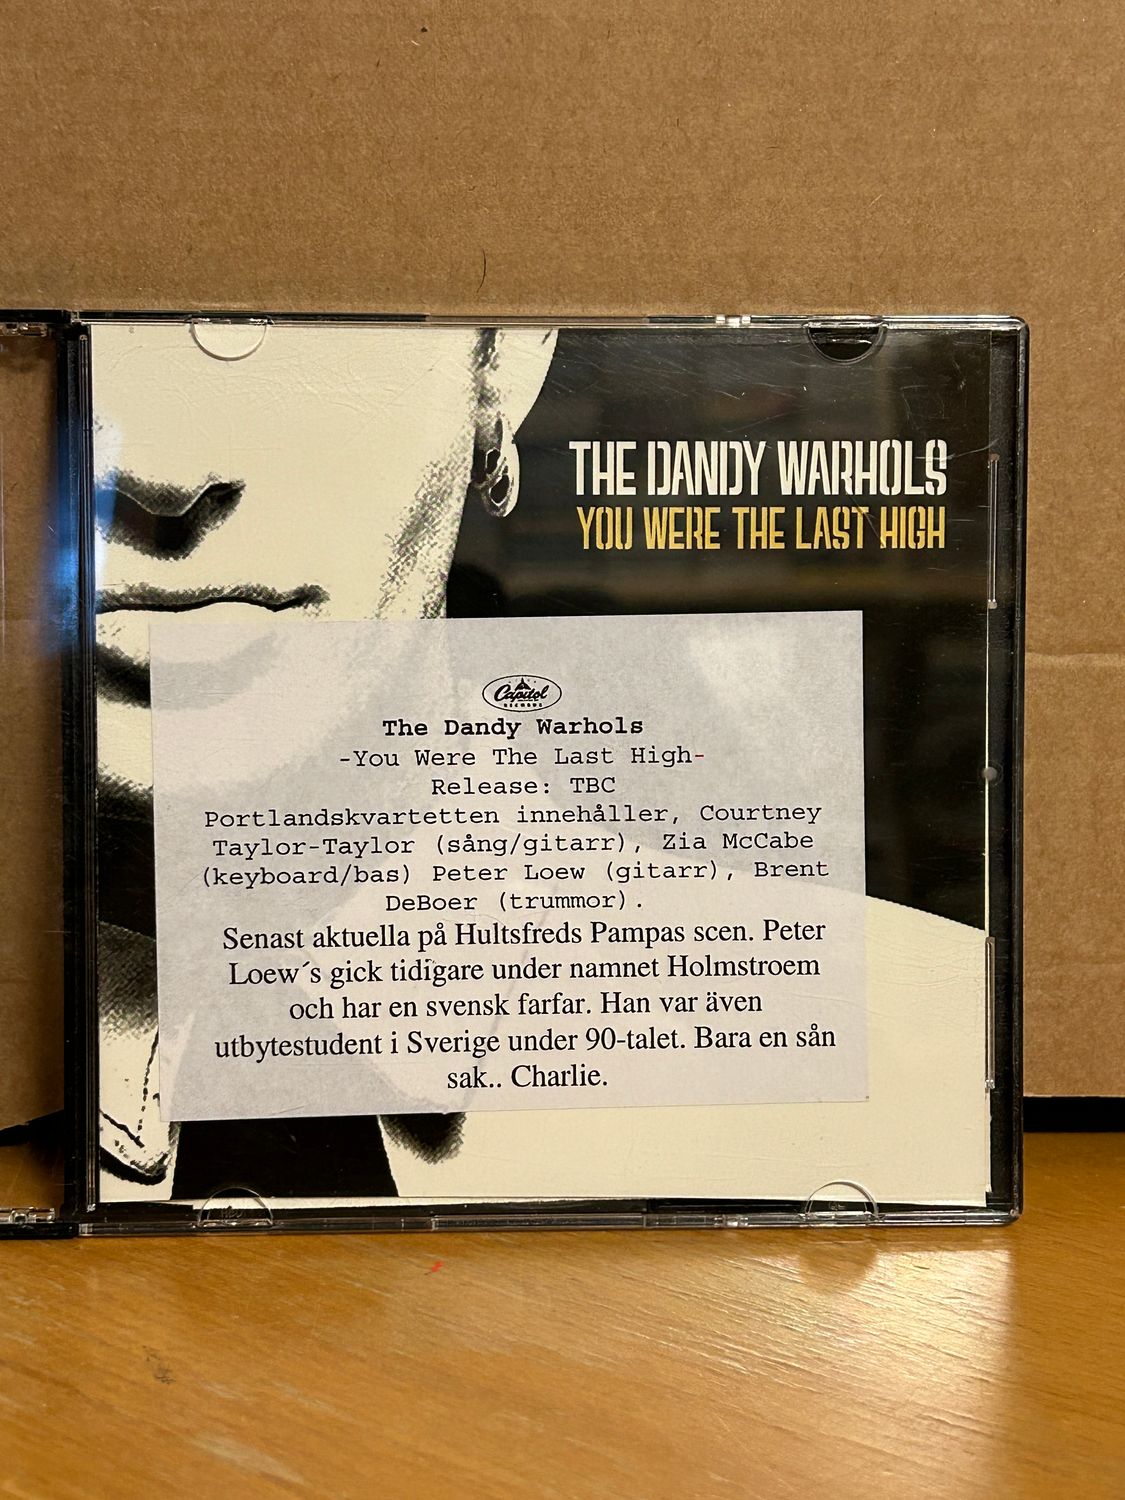 THE DANDY WARHOLS
YOU WERE THE LAST HIGH
Capitol
RECORDS
The Dandy Warhols
-You Were The Last High-
Release: TBC
Portlandskvartetten innehåller, Courtney
Taylor-Taylor (sång/gitarr), Zia McCabe
(keyboard/bas) Peter Loew (gitarr), Brent
DeBoer (trummor).
Senast aktuella på Hultsfreds Pampas scen. Peter
Loew´s gick tidigare under namnet Holmstroem
och har en svensk farfar. Han var även
utbytestudent i Sverige under 90-talet. Bara en sån
sak.. Charlie.